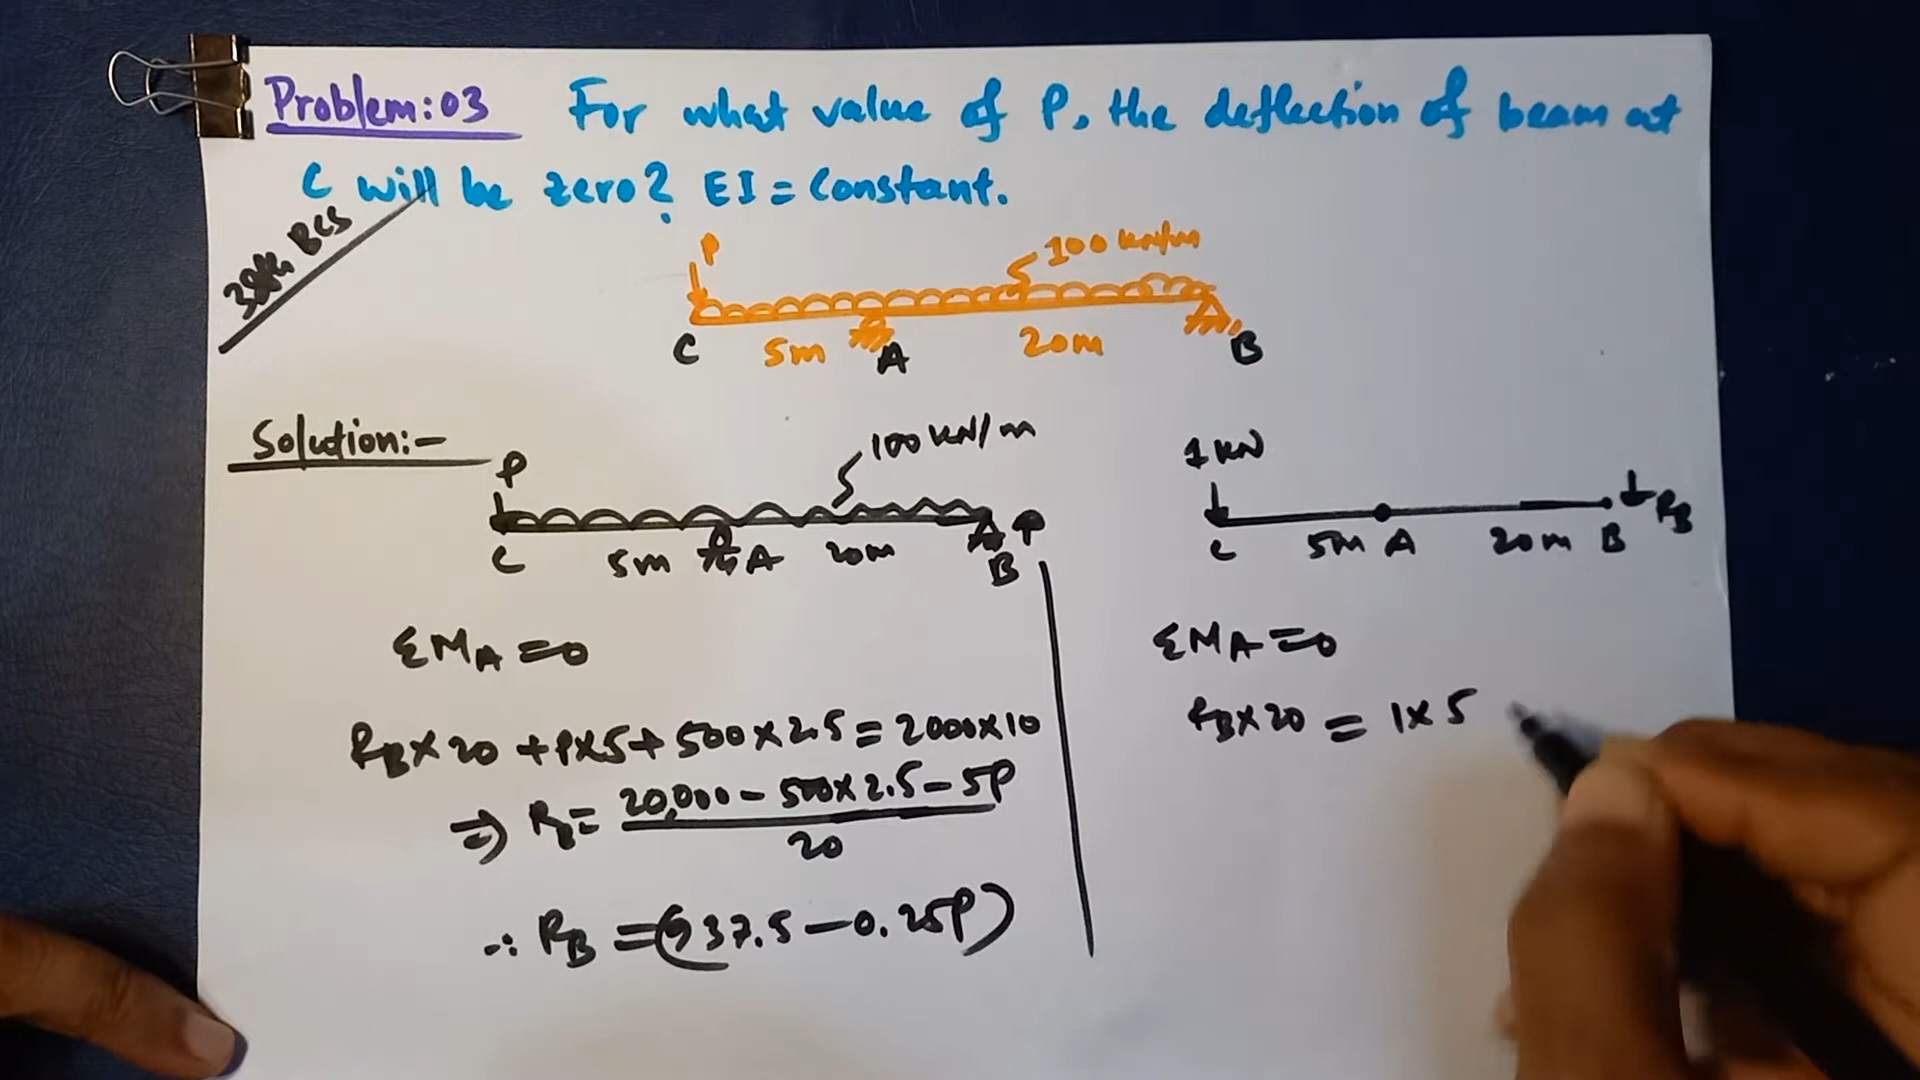 Problem:03 For what value of P, the deflection of beam at
C will be zero? EI = Constant.
38th BCS
P
100 kN/m
C 5m A 20m B
Solution:-
P
100 kN/m
C 5m A 20m B
1 kN
RB
C 5m A 20m B
ΣMA = 0
RB × 20 + P×5 + 500 × 2.5 = 2000×10
⇒ RB = 20,000 - 500×2.5 - 5P
20
∴ RB = (937.5 - 0.25P)
ΣMA = 0
RB × 20 = 1 × 5